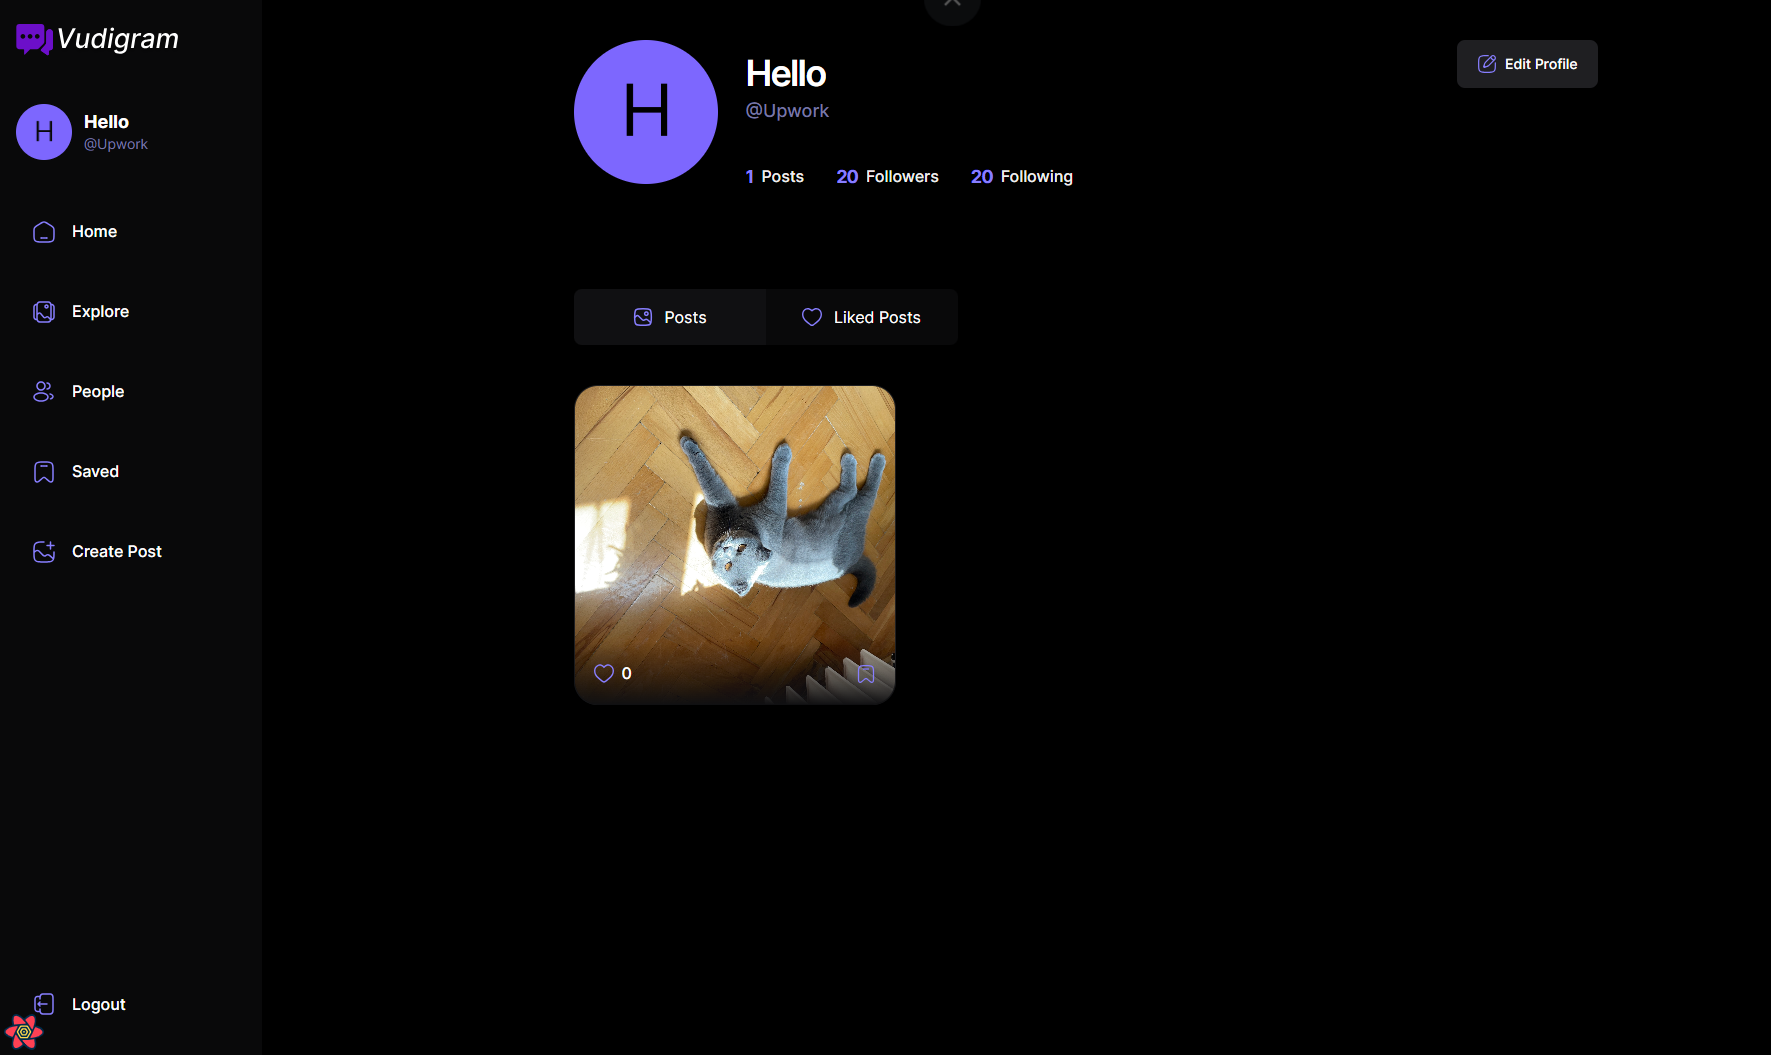 Vudigram
H
Hello
@Upwork
Home
Explore
People
Saved
Create Post
Logout
H
Hello
@Upwork
1 Posts 20 Followers 20 Following
Edit Profile
Posts
Liked Posts
0